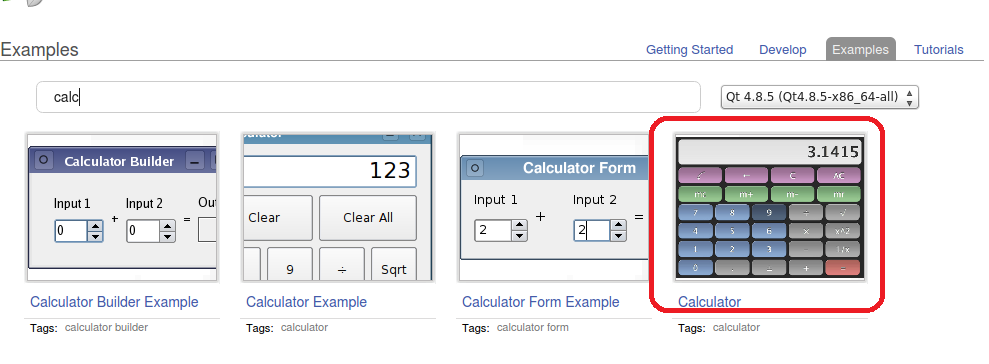 Examples
Getting Started Develop Examples Tutorials
calc
Qt 4.8.5 (Qt4.8.5-x86_64-all)
Calculator Builder
Input 1 Input 2 Ou
0 + 0 =
Calculator Builder Example
Tags: calculator builder
123
Clear Clear All
9 ÷ Sqrt
Calculator Example
Tags: calculator
Calculator Form
Input 1 Input 2
2 + 2 =
Calculator Form Example
Tags: calculator form
3.1415
← C AC
mc m+ m- mr
7 8 9 ÷ √
4 5 6 x x^2
1 2 3 - 1/x
0 . ± + =
Calculator
Tags: calculator